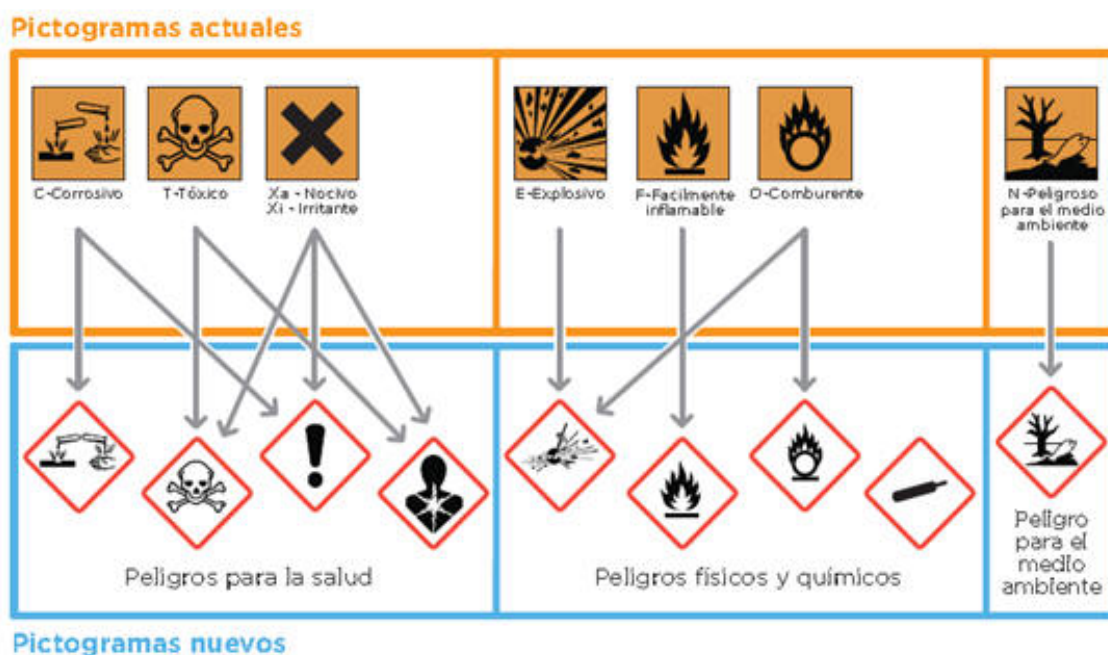 Pictogramas actuales
C-Corrosivo
T-Tóxico
Xa - Nocivo
Xi - Irritante
E-Explosivo
F-Facilmente
inflamable
O-Comburente
N -Peligroso
para el medio
ambiente
Peligros para la salud
Peligros físicos y químicos
Peligro
para el
medio
ambiente
Pictogramas nuevos